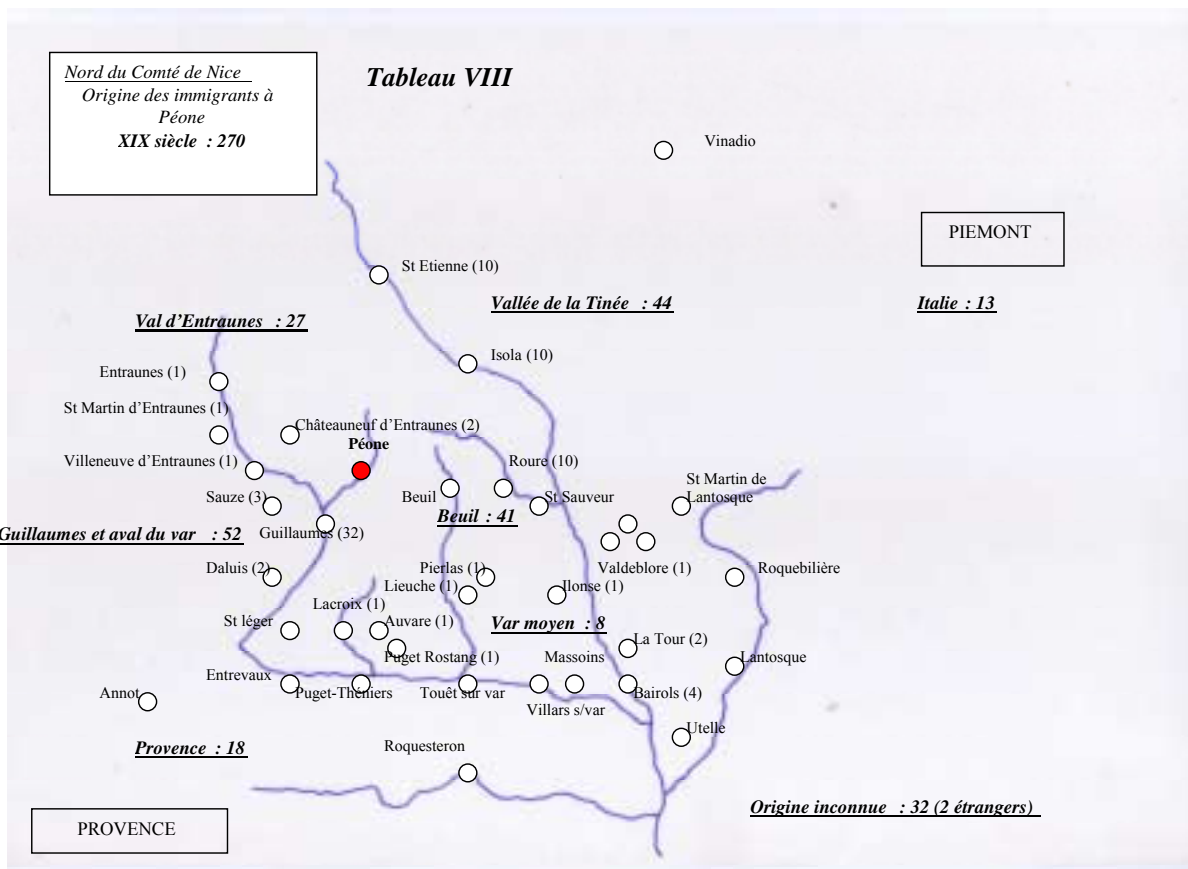 Nord du Comté de Nice
Origine des immigrants à
Péone
XIX siècle : 270
Tableau VIII
Vinadio
PIEMONT
St Etienne (10)
Vallée de la Tinée : 44
Italie : 13
Val d'Entraunes : 27
Isola (10)
Entraunes (1)
St Martin d'Entraunes (1)
Châteauneuf d'Entraunes (2)
Péone
Villeneuve d'Entraunes (1)
Roure (10)
St Martin de
Lantosque
Sauze (3)
Beuil
St Sauveur
Beuil : 41
Guillaumes et aval du var : 52
Guillaumes (32)
Daluis (2)
Pierlas (1)
Valdeblore (1)
Roquebilière
Lieuche (1)
Ilonse (1)
Lacroix (1)
St léger
Auvare (1)
Var moyen : 8
La Tour (2)
Puget Rostang (1)
Massoins
Lantosque
Entrevaux
Puget-Théniers
Touêt sur var
Bairols (4)
Annot
Villars s/var
Utelle
Provence : 18
Roquesteron
Origine inconnue : 32 (2 étrangers)
PROVENCE